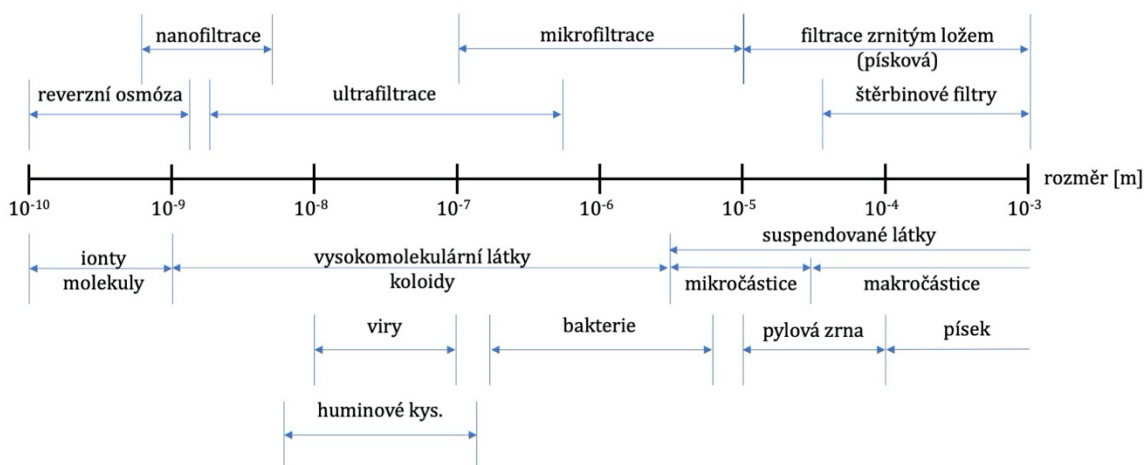 nanofiltrace
mikrofiltrace
filtrace zrnitým ložem
(písková)
reverzní osmóza
ultrafiltrace
štěrbinové filtry
rozměr [m]
10⁻¹⁰
10⁻⁹
10⁻⁸
10⁻⁷
10⁻⁶
10⁻⁵
10⁻⁴
10⁻³
suspendované látky
ionty
molekuly
vysokomolekulární látky
koloidy
mikročástice
makročástice
viry
bakterie
pylová zrna
písek
huminové kys.